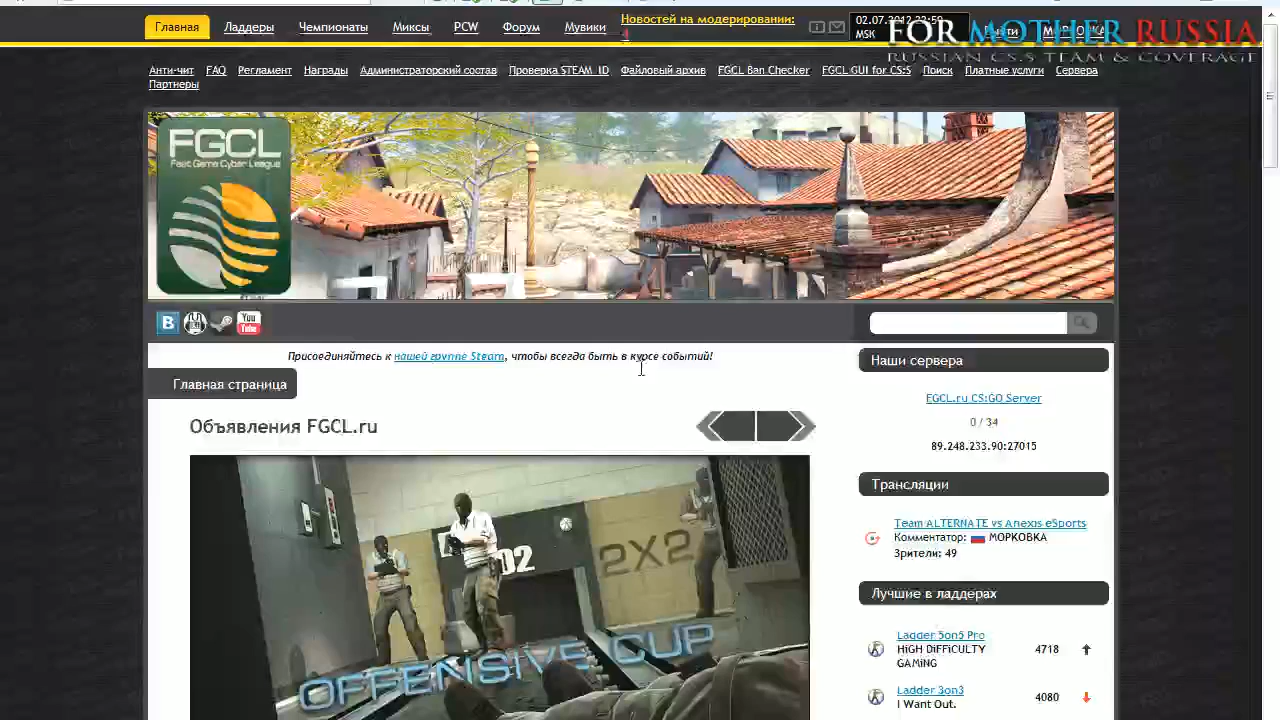 Главная Ладдеры Чемпионаты Миксы PCW Форум Мувики Новостей на модерировании:
MSK
FOR MOTHER RUSSIA
RUSSIAN CS:S TEAM & COVERAGE
Анти-чит FAQ Регламент Награды Администраторский состав Проверка STEAM_ID Файловый архив FGCL Ban Checker FGCL GUI for CS:S Поиск Платные услуги Сервера
Партнеры
FGCL
Fast Game Cyber League
B
You
Tube
Присоединяйтесь к нашей группе Steam, чтобы всегда быть в курсе событий!
Главная страница
Объявления FGCL.ru
2X2
02
OFFENSIVE CUP
Наши сервера
FGCL.ru CS:GO Server
0 / 34
89.248.233.90:27015
Трансляции
Team ALTERNATE vs Anexis eSports
Комментатор: МОРКОВКА
Зрители: 49
Лучшие в ладдерах
Ladder 5on5 Pro
HiGH DiFFiCULTY
GAMiNG
4718
Ladder 3on3
I Want Out.
4080